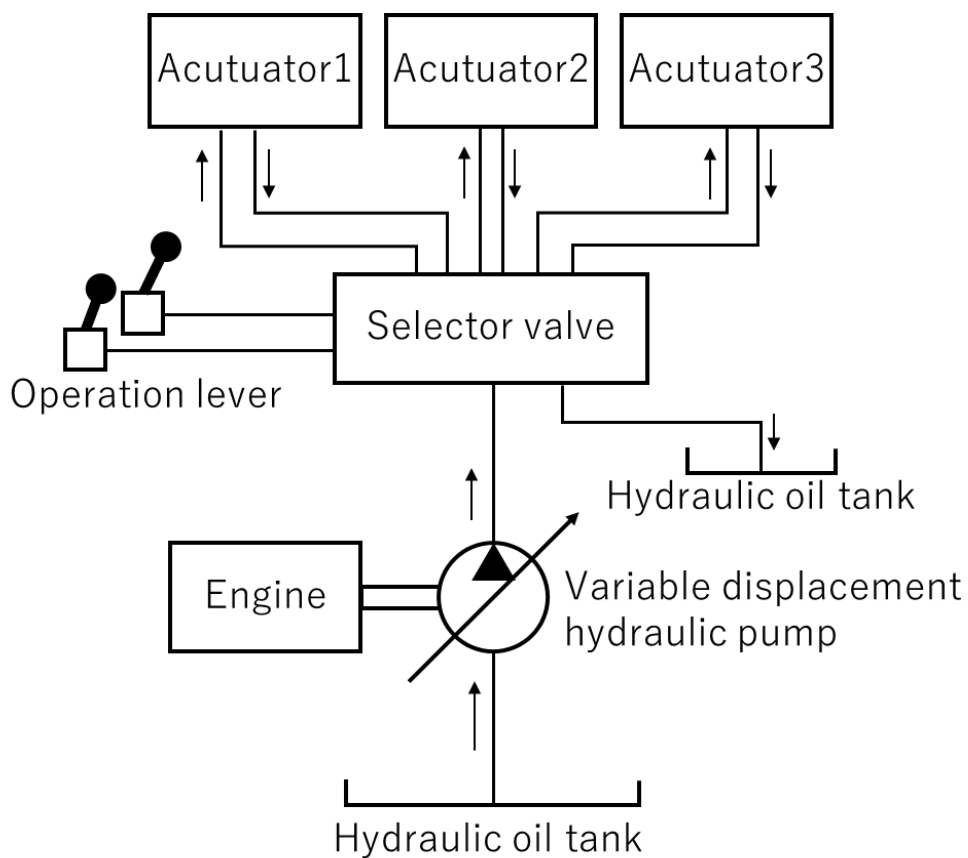 Acutuator1
Acutuator2
Acutuator3
Selector valve
Operation lever
Hydraulic oil tank
Engine
Variable displacement
hydraulic pump
Hydraulic oil tank